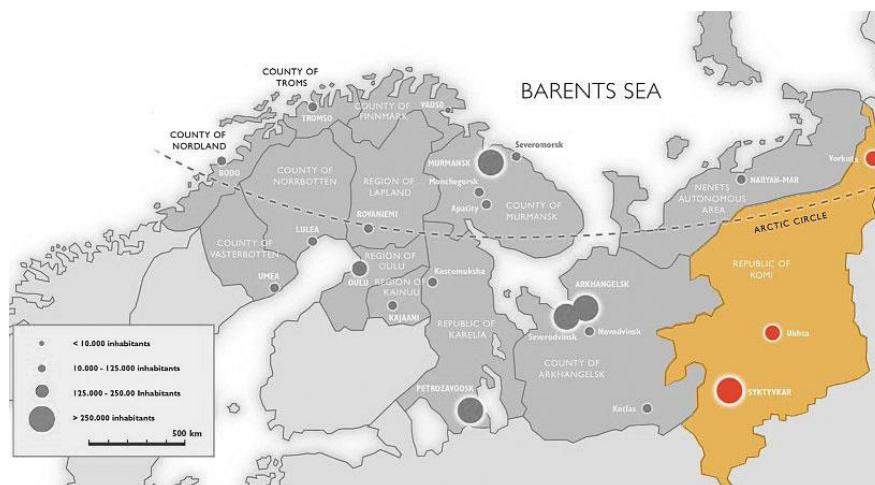 COUNTY OF
TROMS
BARENTS SEA
COUNTY OF
FINNMARK
VADSO
TROMSO
COUNTY OF
NORDLAND
Severomorsk
MURMANSK
BODO
COUNTY OF
NORRBOTTEN
REGION OF
LAPLAND
Monchegorsk
Apatity
COUNTY OF
MURMANSK
Vorkuta
NARYAN-MAR
NENETS
AUTONOMOUS
AREA
ARCTIC CIRCLE
ROVANIEMI
LULEA
COUNTY OF
VASTERBOTTEN
REGION OF
OULU
OULU
UMEA
REGION OF
KAINUU
KAJAANI
Kostomuksha
REPUBLIC OF
KARELIA
ARKHANGELSK
Severodvinsk
Novodvinsk
COUNTY OF
ARKHANGELSK
REPUBLIC OF
KOMI
Ukhta
SYKTYVKAR
PETROZAVODSK
Kotlas
< 10.000 inhabitants
10.000 - 125.000 inhabitants
125.000 - 250.00 Inhabitants
> 250.000 inhabitants
500 km